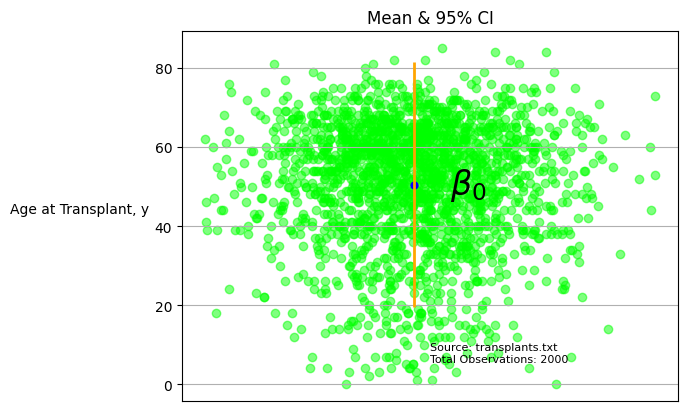 Mean & 95% CI
80
60
β0
Age at Transplant, y
40
20
Source: transplants.txt
Total Observations: 2000
0